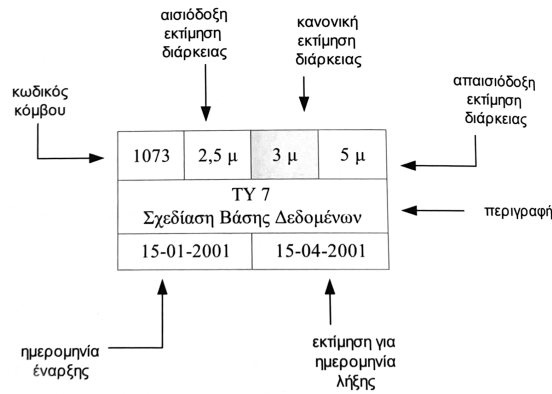 αισιόδοξη
εκτίμηση
διάρκειας
κανονική
εκτίμηση
διάρκειας
κωδικός
κόμβου
απαισιόδοξη
εκτίμηση
διάρκειας
1073 2,5 μ 3 μ 5 μ
ΤΥ 7
Σχεδίαση Βάσης Δεδομένων
περιγραφή
15-01-2001 15-04-2001
ημερομηνία
έναρξης
εκτίμηση για
ημερομηνία
λήξης